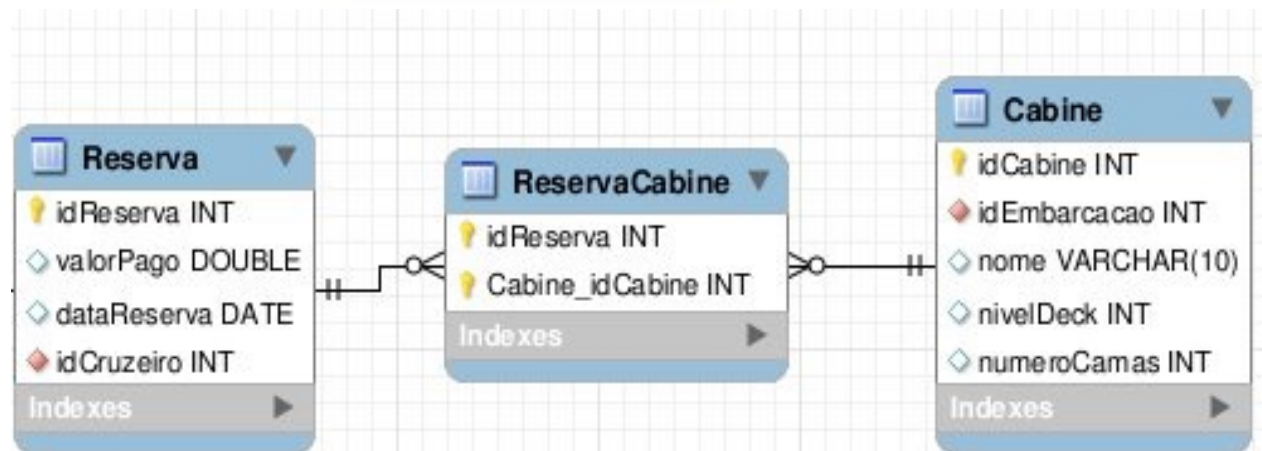 Reserva
idReserva INT
valorPago DOUBLE
dataReserva DATE
idCruzeiro INT
Indexes
ReservaCabine
idReserva INT
Cabine_idCabine INT
Indexes
Cabine
idCabine INT
idEmbarcacao INT
nome VARCHAR(10)
nivelDeck INT
numeroCamas INT
Indexes